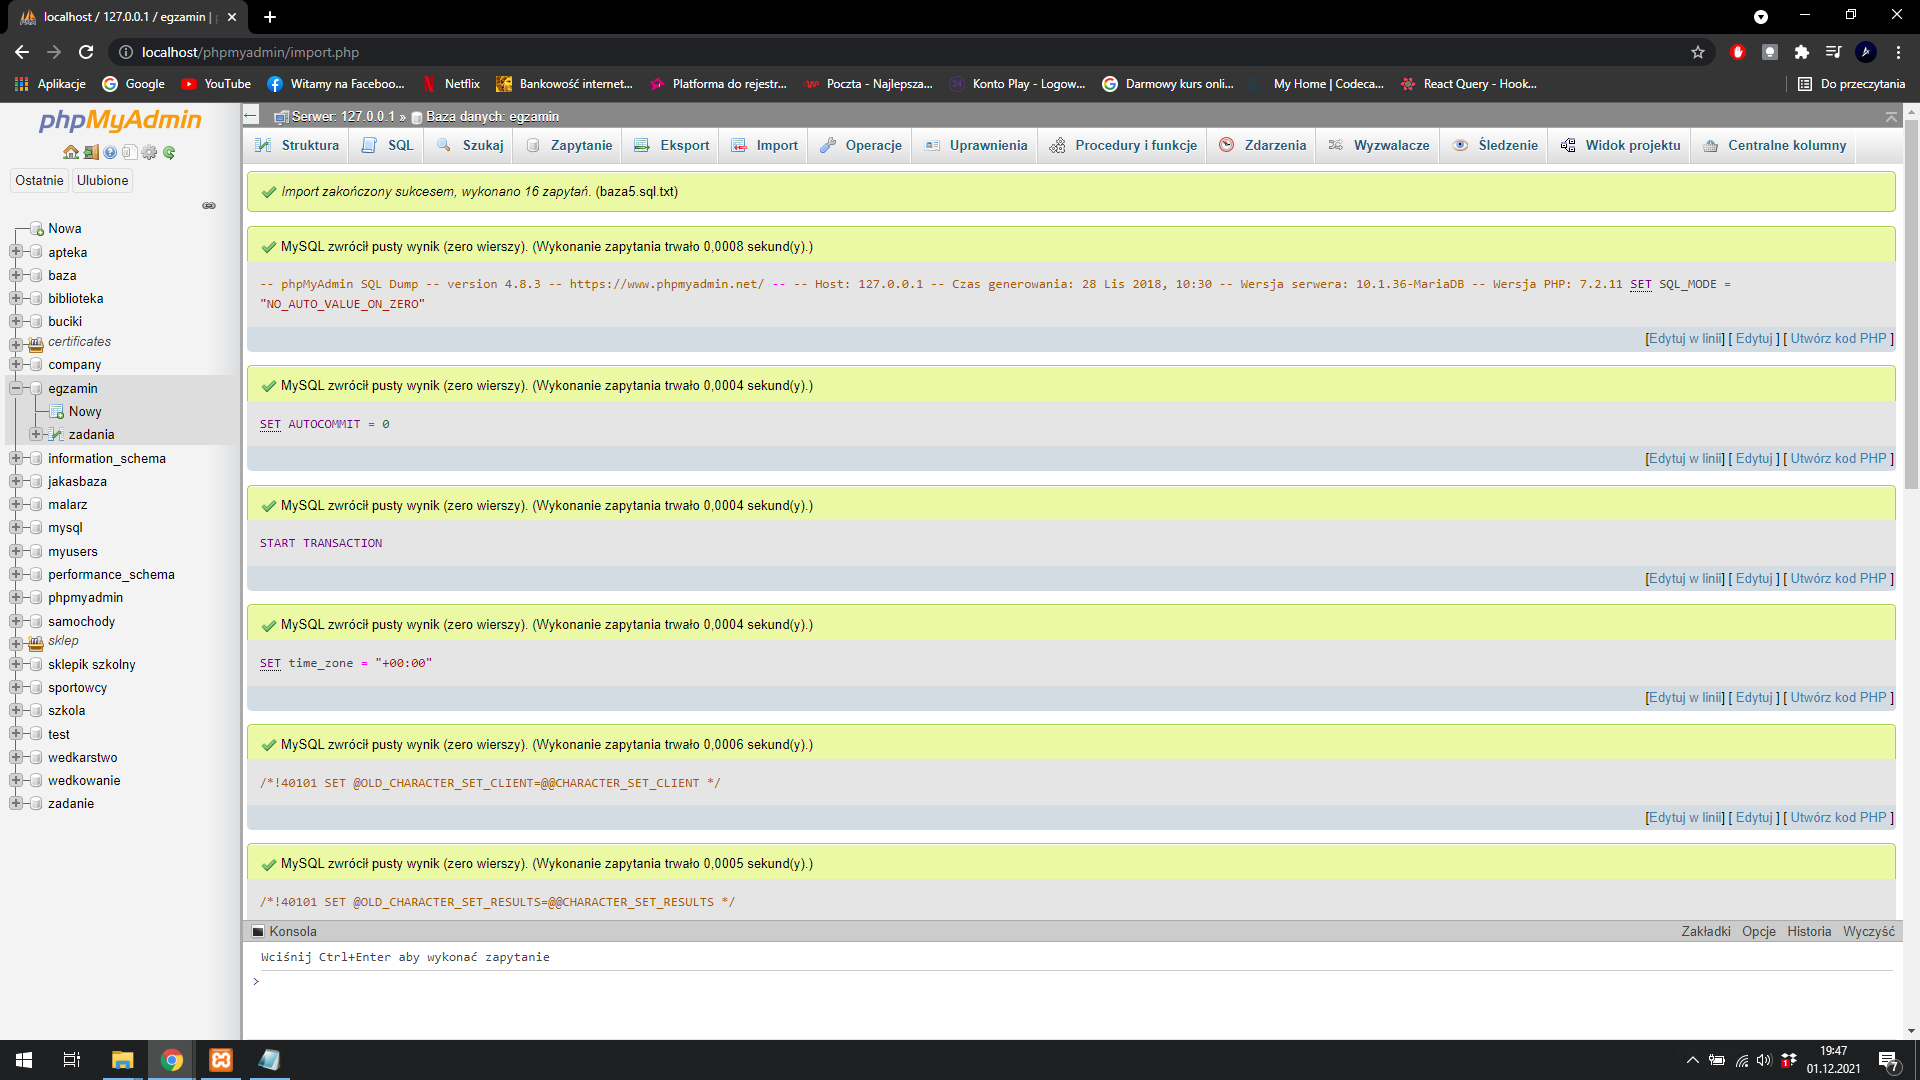 localhost / 127.0.0.1 / egzamin |
localhost/phpmyadmin/import.php
Aplikacje Google YouTube Witamy na Faceboo... Netflix Bankowość internet... Platforma do rejestr... Poczta - Najlepsza... Konto Play - Logow... Darmowy kurs onli... My Home | Codeca... React Query - Hook... Do przeczytania
phpMyAdmin
Ostatnie Ulubione
Nowa
apteka
baza
biblioteka
buciki
certificates
company
egzamin
Nowy
zadania
information_schema
jakasbaza
malarz
mysql
myusers
performance_schema
phpmyadmin
samochody
sklep
sklepik szkolny
sportowcy
szkola
test
wedkarstwo
wedkowanie
zadanie
Serwer: 127.0.0.1 » Baza danych: egzamin
Struktura SQL Szukaj Zapytanie Eksport Import Operacje Uprawnienia Procedury i funkcje Zdarzenia Wyzwalacze Śledzenie Widok projektu Centralne kolumny
Import zakończony sukcesem, wykonano 16 zapytań. (baza5.sql.txt)
MySQL zwrócił pusty wynik (zero wierszy). (Wykonanie zapytania trwało 0,0008 sekund(y).)
-- phpMyAdmin SQL Dump -- version 4.8.3 -- https://www.phpmyadmin.net/ -- -- Host: 127.0.0.1 -- Czas generowania: 28 Lis 2018, 10:30 -- Wersja serwera: 10.1.36-MariaDB -- Wersja PHP: 7.2.11 SET SQL_MODE =
"NO_AUTO_VALUE_ON_ZERO"
[Edytuj w linii] [ Edytuj ] [ Utwórz kod PHP ]
MySQL zwrócił pusty wynik (zero wierszy). (Wykonanie zapytania trwało 0,0004 sekund(y).)
SET AUTOCOMMIT = 0
[Edytuj w linii] [ Edytuj ] [ Utwórz kod PHP ]
MySQL zwrócił pusty wynik (zero wierszy). (Wykonanie zapytania trwało 0,0004 sekund(y).)
START TRANSACTION
[Edytuj w linii] [ Edytuj ] [ Utwórz kod PHP ]
MySQL zwrócił pusty wynik (zero wierszy). (Wykonanie zapytania trwało 0,0004 sekund(y).)
SET time_zone = "+00:00"
[Edytuj w linii] [ Edytuj ] [ Utwórz kod PHP ]
MySQL zwrócił pusty wynik (zero wierszy). (Wykonanie zapytania trwało 0,0006 sekund(y).)
/*!40101 SET @OLD_CHARACTER_SET_CLIENT=@@CHARACTER_SET_CLIENT */
[Edytuj w linii] [ Edytuj ] [ Utwórz kod PHP ]
MySQL zwrócił pusty wynik (zero wierszy). (Wykonanie zapytania trwało 0,0005 sekund(y).)
/*!40101 SET @OLD_CHARACTER_SET_RESULTS=@@CHARACTER_SET_RESULTS */
Konsola Zakładki Opcje Historia Wyczyść
Wciśnij Ctrl+Enter aby wykonać zapytanie
>
19:47
01.12.2021
7